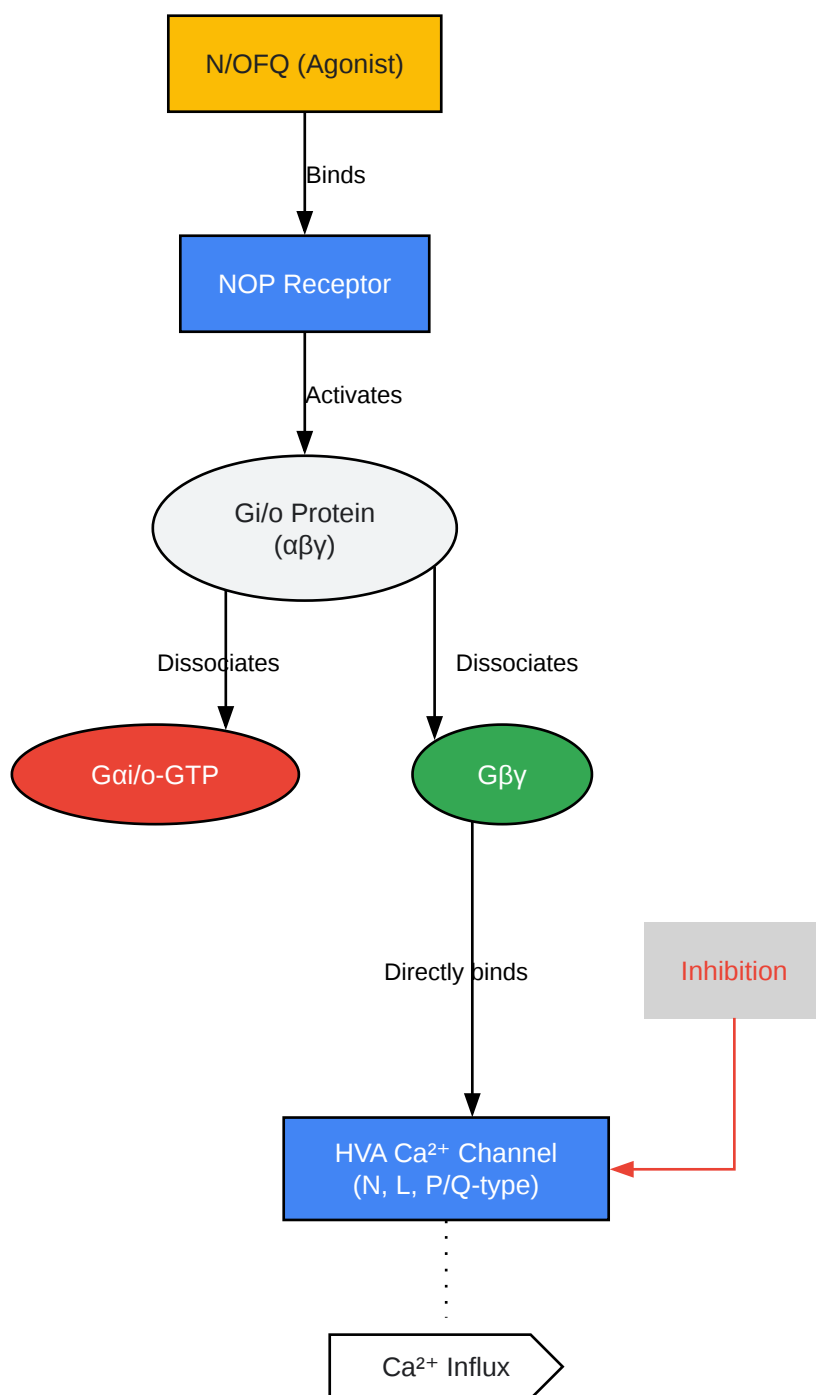 N/OFQ (Agonist)
Binds
NOP Receptor
Activates
Gi/o Protein
(αβγ)
Dissociates
Dissociates
Gαi/o-GTP
Gβγ
Directly binds
Inhibition
HVA Ca²⁺ Channel
(N, L, P/Q-type)
Ca²⁺ Influx